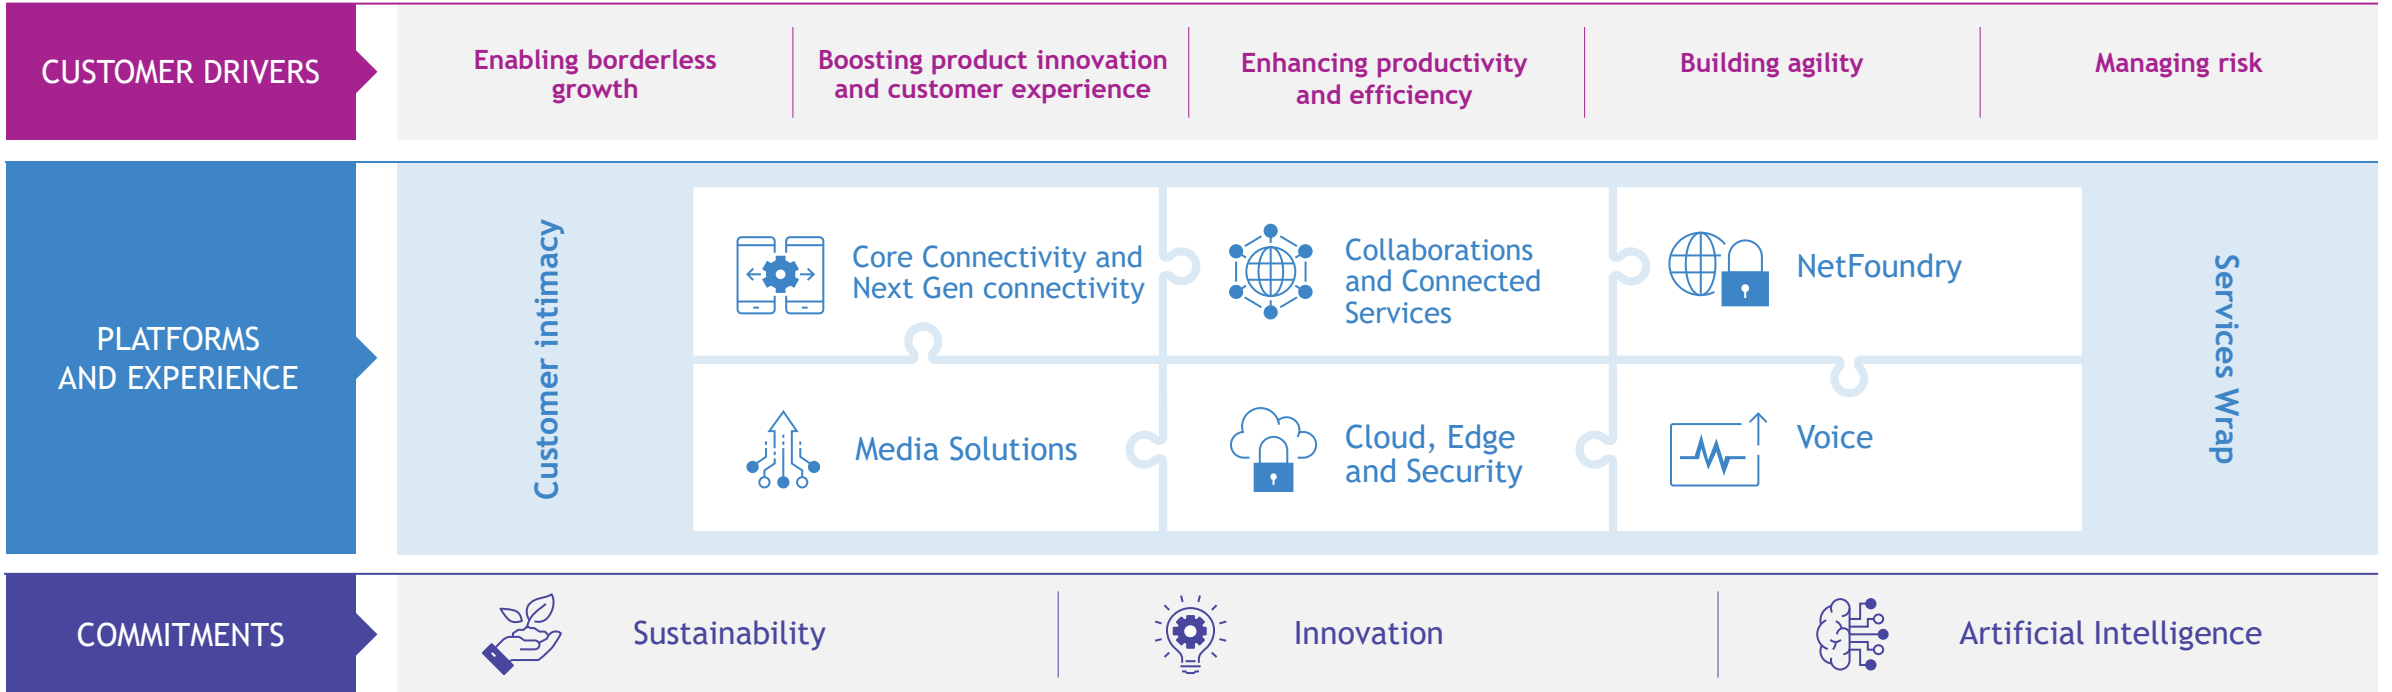 CUSTOMER DRIVERS
Enabling borderless
growth
Boosting product innovation
and customer experience
Enhancing productivity
and efficiency
Building agility
Managing risk
PLATFORMS
AND EXPERIENCE
Customer intimacy
Core Connectivity and
Next Gen connectivity
Collaborations
and Connected
Services
NetFoundry
Media Solutions
Cloud, Edge
and Security
Voice
Services Wrap
COMMITMENTS
Sustainability
Innovation
Artificial Intelligence